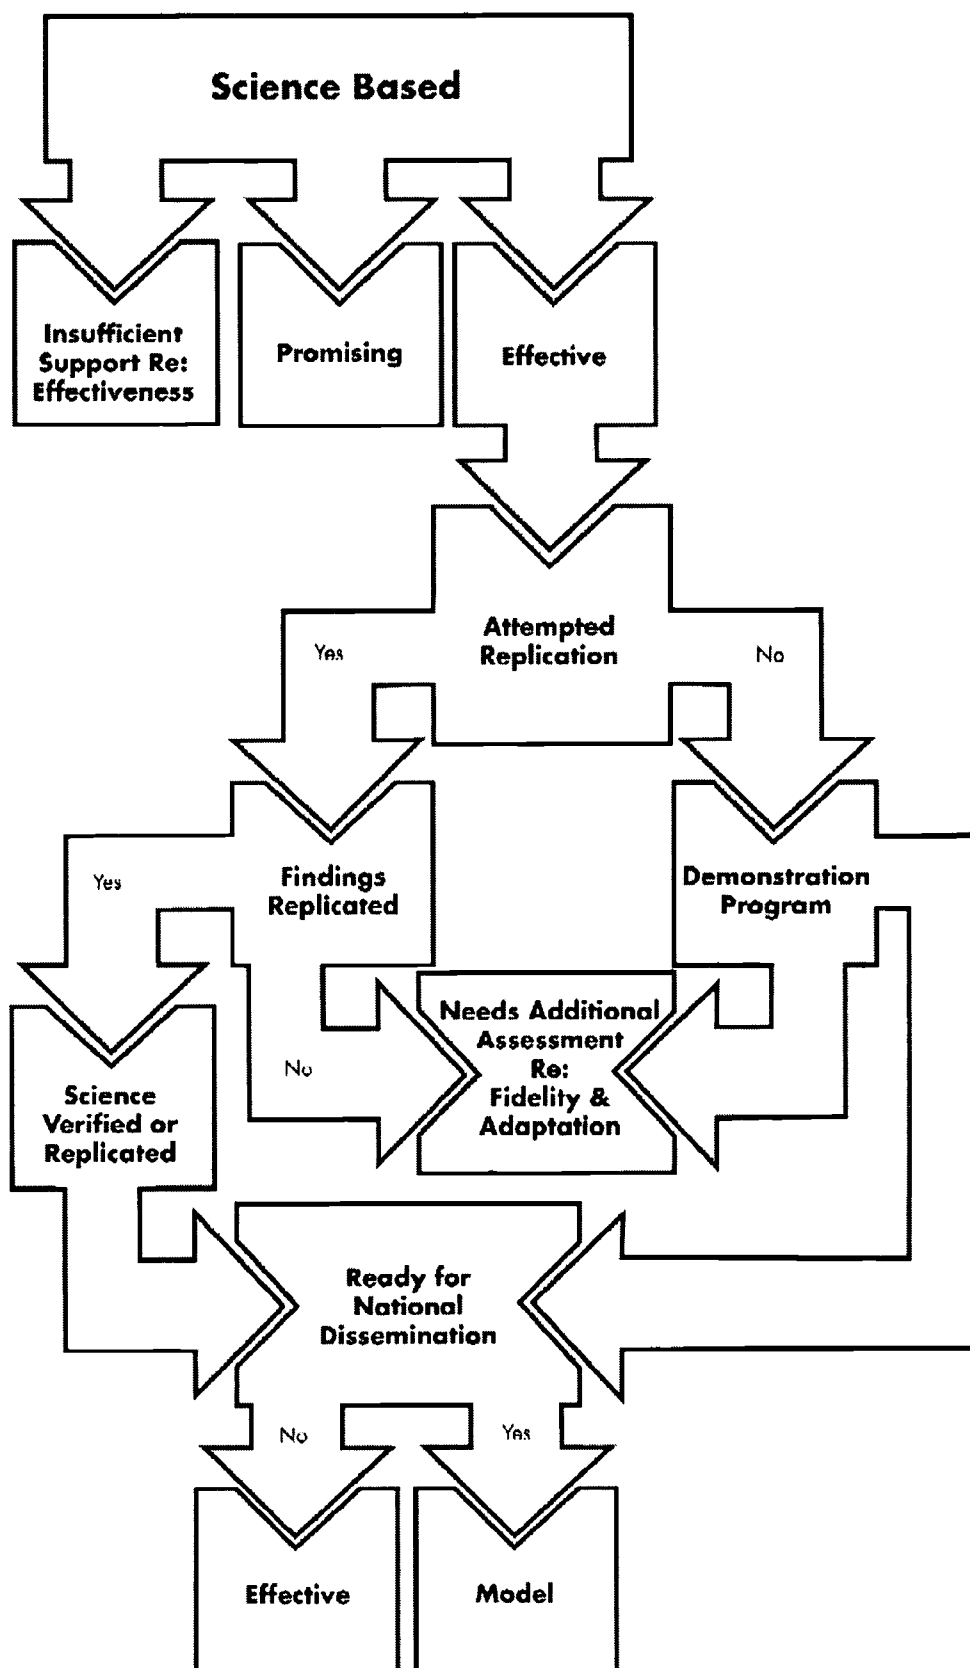 Science Based
Insufficient
Support Re:
Effectiveness
Promising
Effective
Attempted
Replication
Yes
No
Findings
Replicated
Demonstration
Program
Yes
Needs Additional
Assessment
Re:
Fidelity &
Adaptation
No
Science
Verified or
Replicated
Ready for
National
Dissemination
No
Yes
Effective
Model